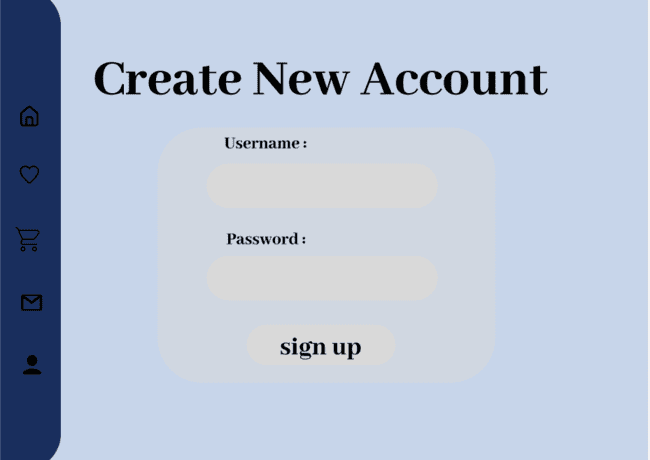 Create New Account
Username :
Password :
sign up